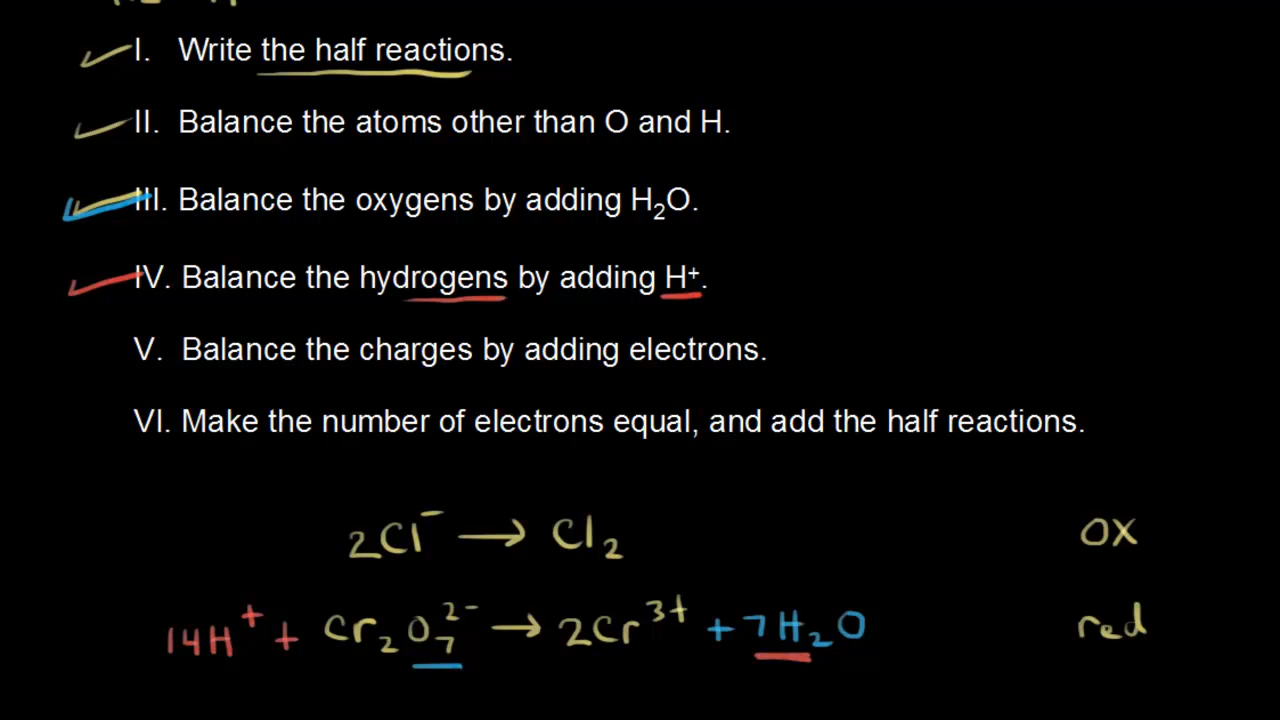 I. Write the half reactions.
II. Balance the atoms other than O and H.
III. Balance the oxygens by adding H₂O.
IV. Balance the hydrogens by adding H⁺.
V. Balance the charges by adding electrons.
VI. Make the number of electrons equal, and add the half reactions.
2Cl⁻ → Cl₂ ox
14H⁺ + Cr₂O₇²⁻ → 2Cr³⁺ + 7H₂O red